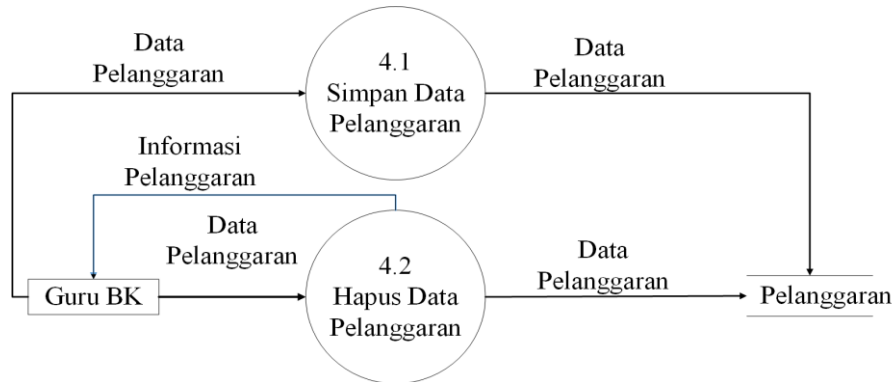 Data
Pelanggaran
4.1
Simpan Data
Pelanggaran
Data
Pelanggaran
Informasi
Pelanggaran
Data
Pelanggaran
4.2
Hapus Data
Pelanggaran
Data
Pelanggaran
Guru BK
Pelanggaran